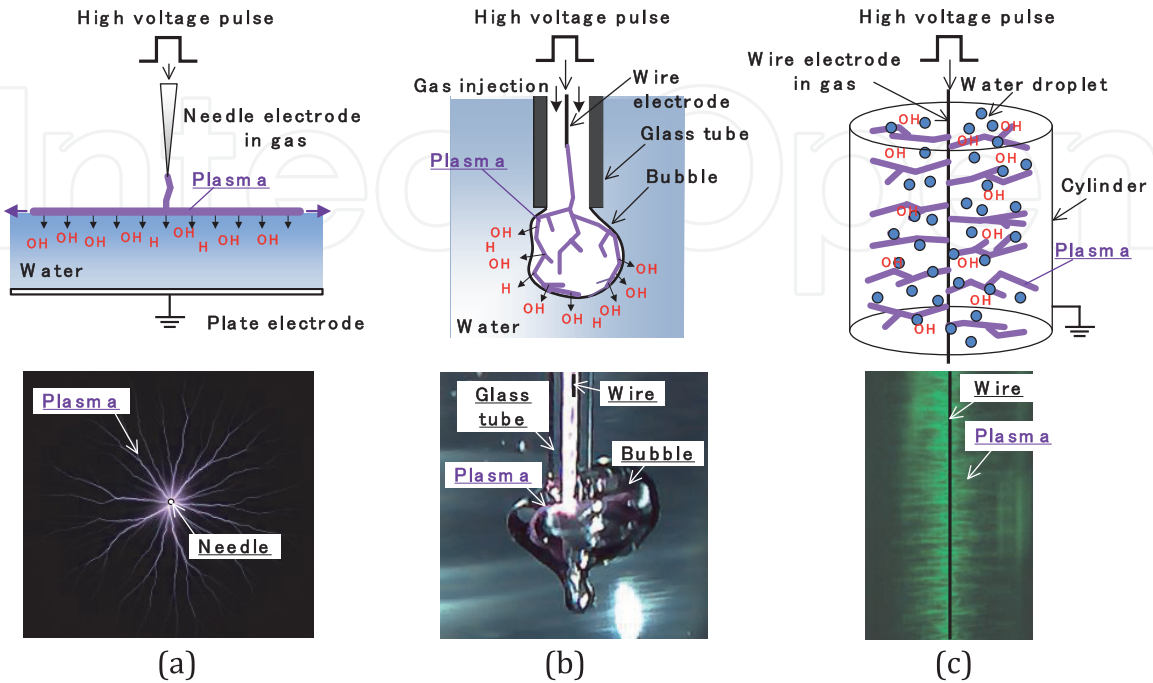 High voltage pulse
Needle electrode
in gas
Plasma
OH OH OH OH H OH H OH OH OH
Water
Plate electrode
Plasma
Needle
(a)
High voltage pulse
Gas injection
Wire
electrode
Glass tube
Plasma
Bubble
OH
H
OH
H
OH
OH
H
OH
OH
OH
Water
Glass
tube
Wire
Plasma
Bubble
(b)
High voltage pulse
Wire electrode
in gas
Water droplet
OH
OH
OH
OH
OH
OH
OH
OH
OH
OH
OH
Cylinder
Plasma
Wire
Plasma
(c)
IntechOpen